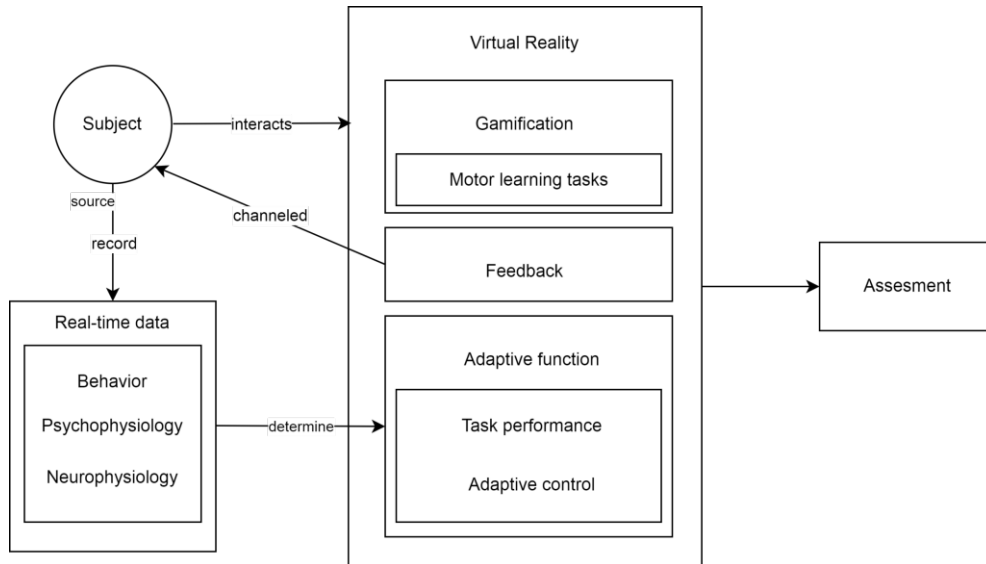 Virtual Reality
Subject
interacts
Gamification
Motor learning tasks
source
channeled
record
Feedback
Assesment
Real-time data
Behavior
Psychophysiology
Neurophysiology
determine
Adaptive function
Task performance
Adaptive control